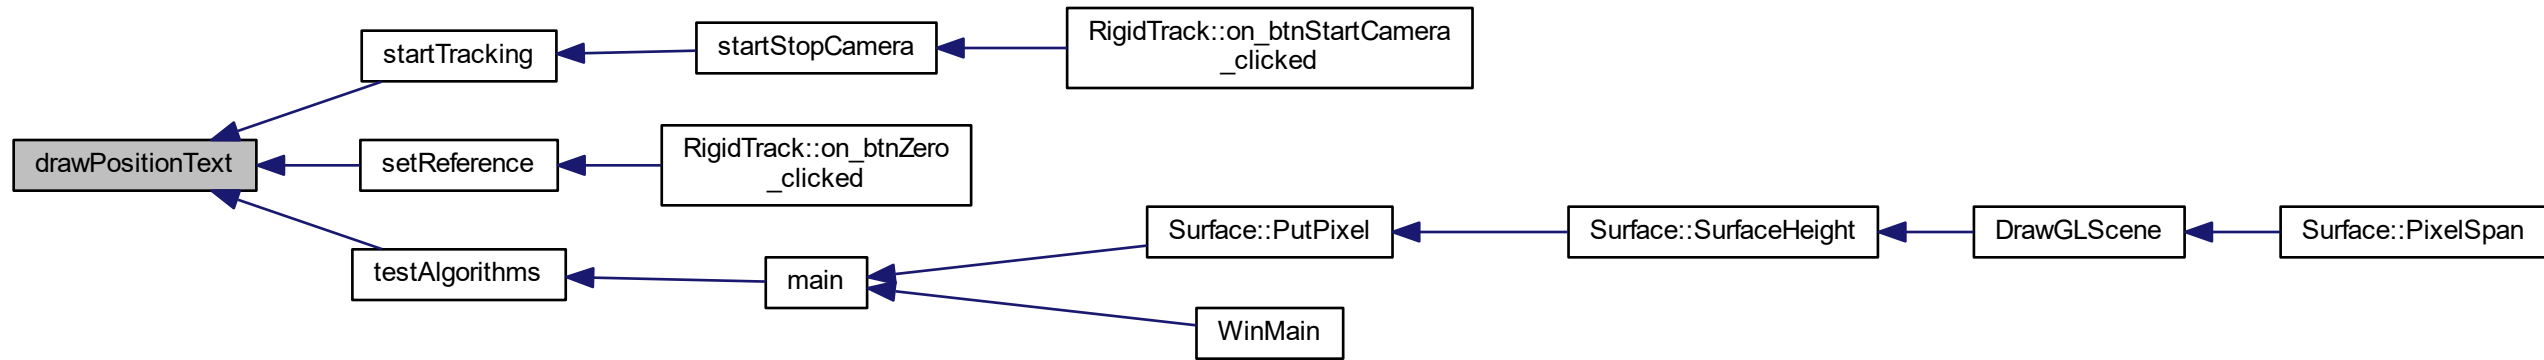 startTracking
startStopCamera
RigidTrack::on_btnStartCamera
_clicked
drawPositionText
setReference
RigidTrack::on_btnZero
_clicked
testAlgorithms
main
Surface::PutPixel
Surface::SurfaceHeight
DrawGLScene
Surface::PixelSpan
WinMain